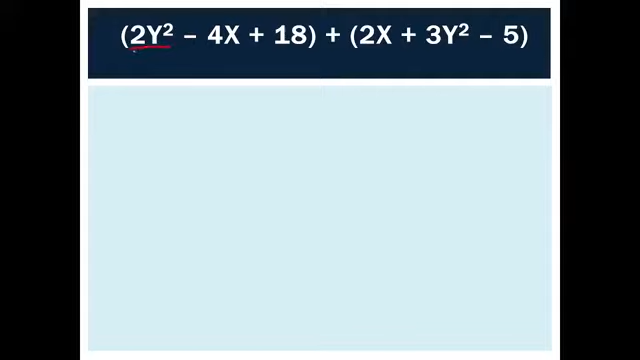 (2Y² – 4X + 18) + (2X + 3Y² – 5)